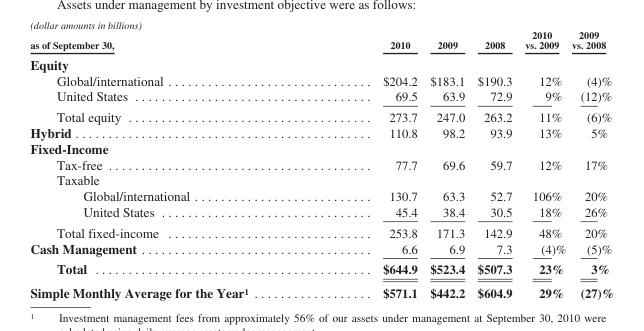 Assets under management by investment objective were as follows:
(dollar amounts in billions)
2010 2009
as of September 30, 2010 2009 2008 vs. 2009 vs. 2008
Equity
Global/international $204.2 $183.1 $190.3 12% (4)%
United States 69.5 63.9 72.9 9% (12)%
Total equity 273.7 247.0 263.2 11% (6)%
Hybrid 110.8 98.2 93.9 13% 5%
Fixed-Income
Tax-free 77.7 69.6 59.7 12% 17%
Taxable
Global/international 130.7 63.3 52.7 106% 20%
United States 45.4 38.4 30.5 18% 26%
Total fixed-income 253.8 171.3 142.9 48% 20%
Cash Management 6.6 6.9 7.3 (4)% (5)%
Total $644.9 $523.4 $507.3 23% 3%
Simple Monthly Average for the Year¹ $571.1 $442.2 $604.9 29% (27)%
¹ Investment management fees from approximately 56% of our assets under management at September 30, 2010 were